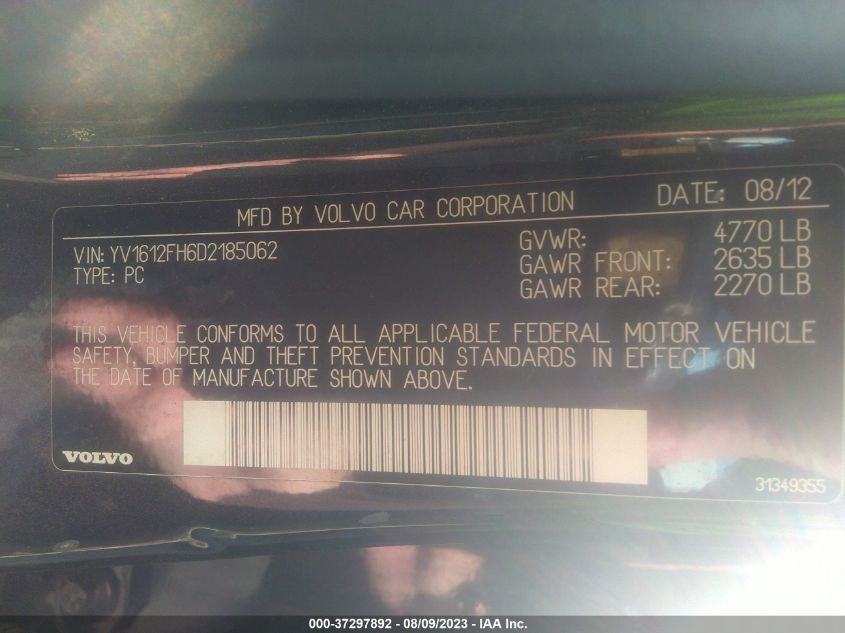 MFD BY VOLVO CAR CORPORATION DATE: 08/12
VIN: YV1612FH6D2185062 GVWR: 4770 LB
TYPE: PC GAWR FRONT: 2635 LB
GAWR REAR: 2270 LB
THIS VEHICLE CONFORMS TO ALL APPLICABLE FEDERAL MOTOR VEHICLE
SAFETY, BUMPER AND THEFT PREVENTION STANDARDS IN EFFECT ON
THE DATE OF MANUFACTURE SHOWN ABOVE.
VOLVO
31349355
000-37297892 - 08/09/2023 - IAA Inc.